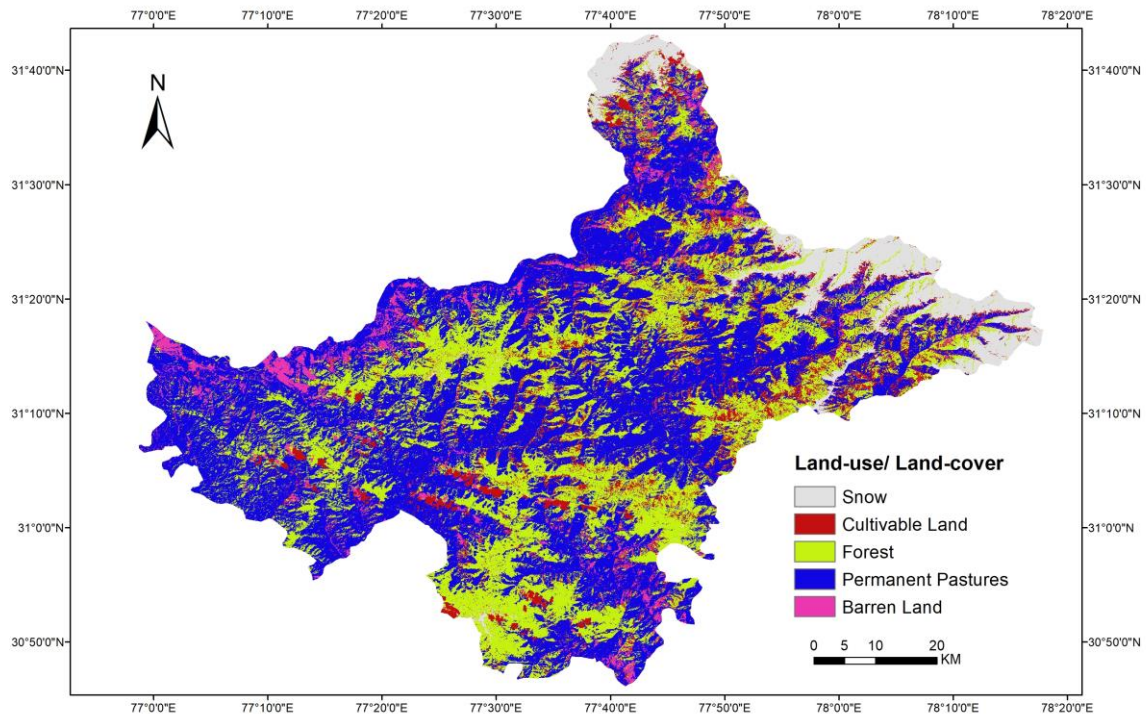 77°0'0"E 77°10'0"E 77°20'0"E 77°30'0"E 77°40'0"E 77°50'0"E 78°0'0"E 78°10'0"E 78°20'0"E
31°40'0"N 31°40'0"N
N
31°30'0"N 31°30'0"N
31°20'0"N 31°20'0"N
31°10'0"N 31°10'0"N
Land-use/ Land-cover
Snow
Cultivable Land
31°0'0"N 31°0'0"N
Forest
Permanent Pastures
Barren Land
30°50'0"N 30°50'0"N
0 5 10 20
KM
77°0'0"E 77°10'0"E 77°20'0"E 77°30'0"E 77°40'0"E 77°50'0"E 78°0'0"E 78°10'0"E 78°20'0"E